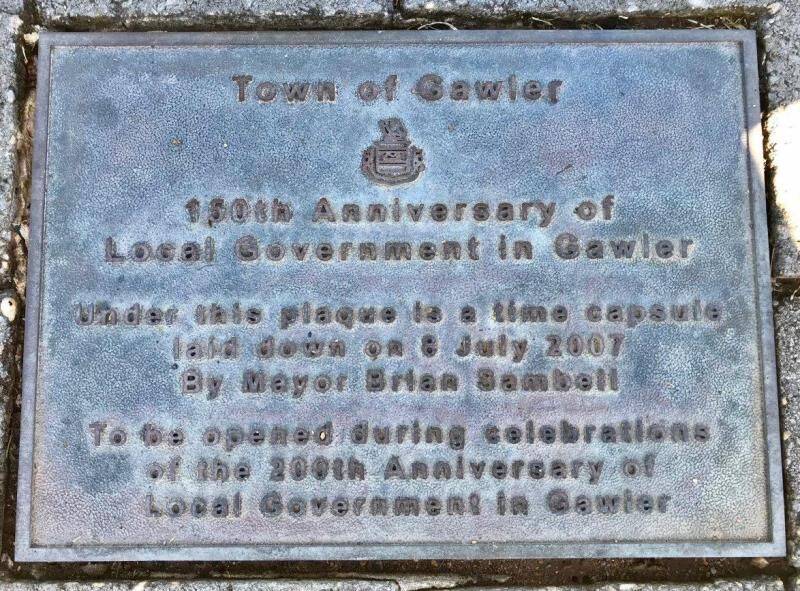 Town of Gawler
150th Anniversary of
Local Government in Gawler
Under this plaque is a time capsule
laid down on 8 July 2007
By Mayor Brian Sambell
To be opened during celebrations
of the 200th Anniversary of
Local Government in Gawler